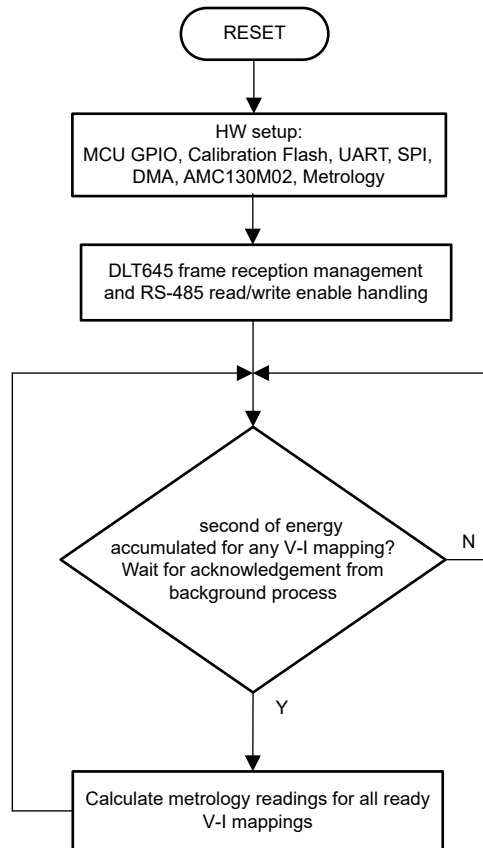 RESET
HW setup:
MCU GPIO, Calibration Flash, UART, SPI,
DMA, AMC130M02, Metrology
DLT645 frame reception management
and RS-485 read/write enable handling
second of energy
accumulated for any V-I mapping?
Wait for acknowledgement from
background process
N
Y
Calculate metrology readings for all ready
V-I mappings